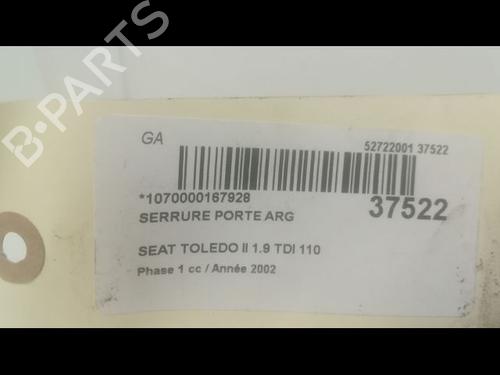 B-PARTS
GA
52722001 37522
*1070000167928
37522
SERRURE PORTE ARG
SEAT TOLEDO II 1.9 TDI 110
Phase 1 cc / Année 2002